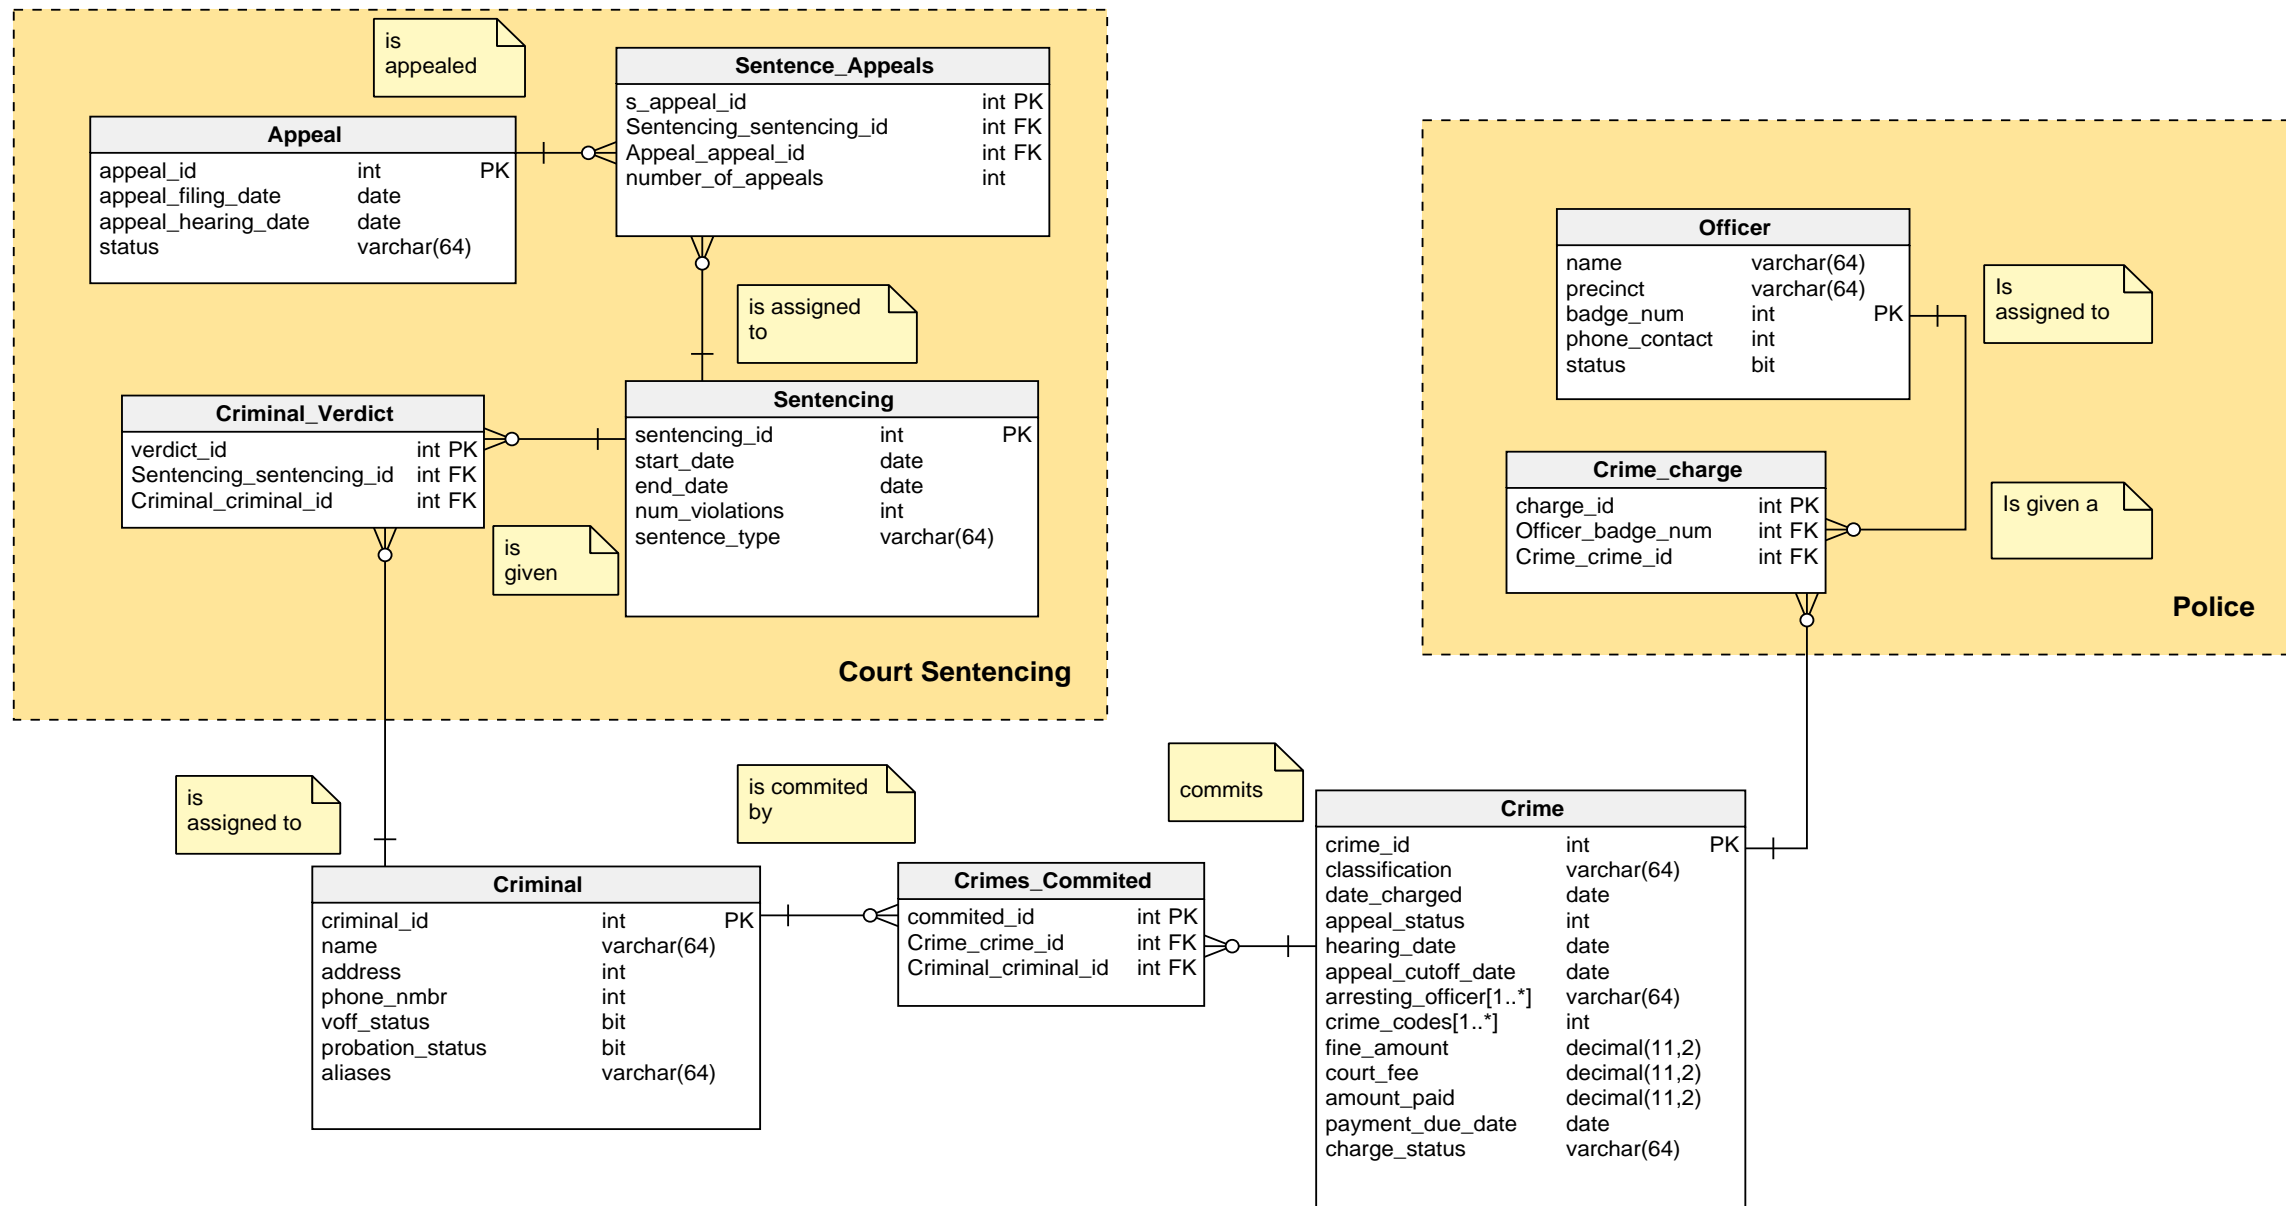 is
appealed
Sentence_Appeals
s_appeal_id int PK
Sentencing_sentencing_id int FK
Appeal_appeal_id int FK
number_of_appeals int
Appeal
appeal_id int PK
appeal_filing_date date
appeal_hearing_date date
status varchar(64)
is assigned
to
Criminal_Verdict
verdict_id int PK
Sentencing_sentencing_id int FK
Criminal_criminal_id int FK
Sentencing
sentencing_id int PK
start_date date
end_date date
num_violations int
sentence_type varchar(64)
is
given
Court Sentencing
Officer
name varchar(64)
precinct varchar(64)
badge_num int PK
phone_contact int
status bit
Is
assigned to
Crime_charge
charge_id int PK
Officer_badge_num int FK
Crime_crime_id int FK
Is given a
Police
is
assigned to
is commited
by
commits
Criminal
criminal_id int PK
name varchar(64)
address int
phone_nmbr int
voff_status bit
probation_status bit
aliases varchar(64)
Crimes_Commited
commited_id int PK
Crime_crime_id int FK
Criminal_criminal_id int FK
Crime
crime_id int PK
classification varchar(64)
date_charged date
appeal_status int
hearing_date date
appeal_cutoff_date date
arresting_officer[1..*] varchar(64)
crime_codes[1..*] int
fine_amount decimal(11,2)
court_fee decimal(11,2)
amount_paid decimal(11,2)
payment_due_date date
charge_status varchar(64)